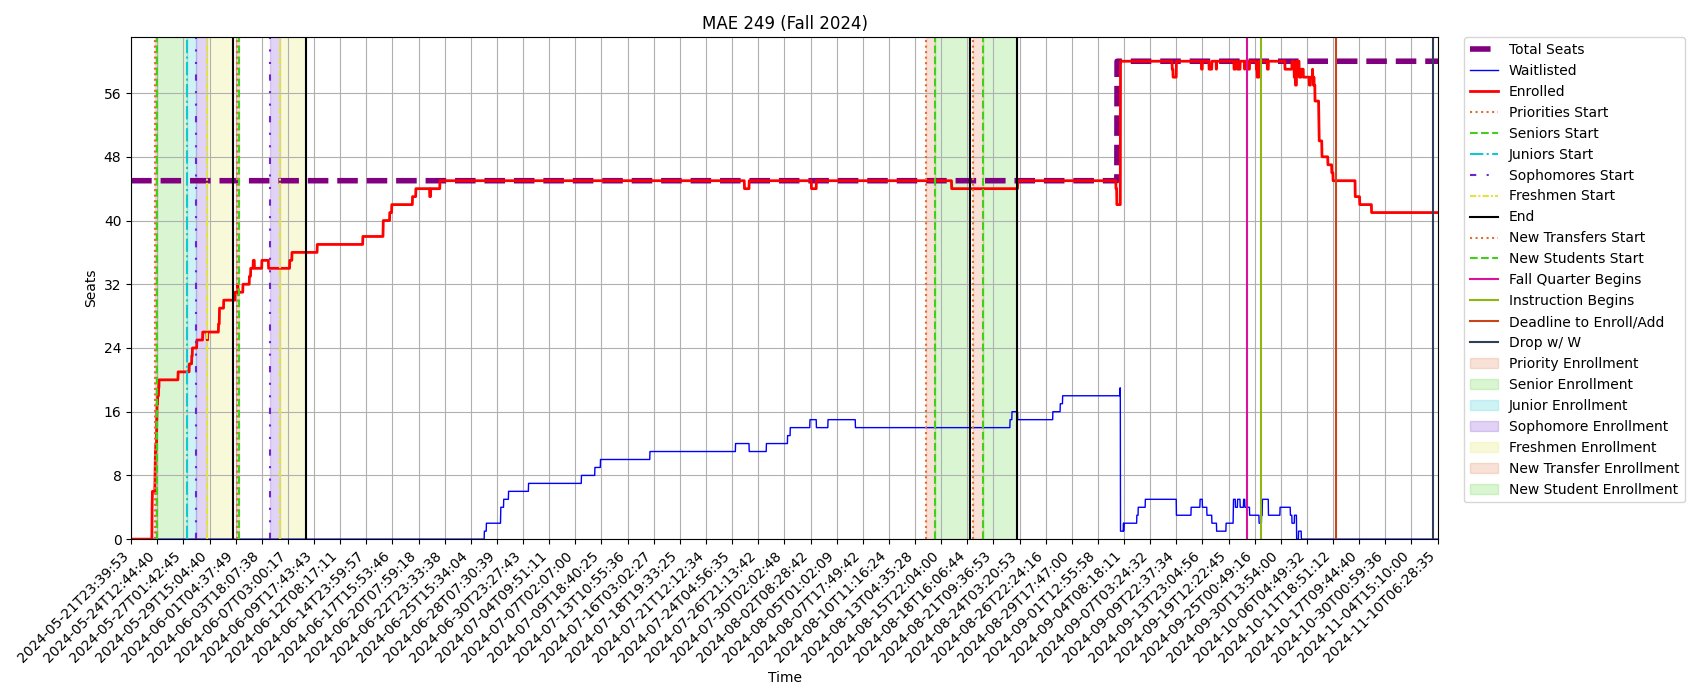 MAE 249 (Fall 2024)
Seats
56
48
40
32
24
16
8
0
2024-05-21T23:39:53
2024-05-24T12:44:40
2024-05-27T01:42:45
2024-05-29T15:04:40
2024-06-01T04:37:49
2024-06-03T18:07:38
2024-06-07T03:00:17
2024-06-09T17:43:43
2024-06-12T08:17:11
2024-06-14T23:59:57
2024-06-17T15:53:46
2024-06-20T07:59:18
2024-06-22T23:33:38
2024-06-25T15:34:04
2024-06-28T07:30:39
2024-06-30T23:27:43
2024-07-04T09:51:11
2024-07-07T02:07:00
2024-07-09T18:40:25
2024-07-13T10:55:36
2024-07-16T03:02:27
2024-07-18T19:33:25
2024-07-21T12:12:34
2024-07-24T04:56:35
2024-07-26T21:13:42
2024-07-30T02:02:48
2024-08-02T18:28:42
2024-08-05T01:02:09
2024-08-07T17:49:42
2024-08-10T11:16:24
2024-08-13T04:35:28
2024-08-15T22:04:00
2024-08-18T16:06:44
2024-08-21T09:36:53
2024-08-24T03:20:53
2024-08-26T22:24:16
2024-08-29T17:47:00
2024-09-01T12:55:58
2024-09-04T08:18:11
2024-09-07T03:24:32
2024-09-09T22:37:34
2024-09-13T23:04:56
2024-09-19T12:22:45
2024-09-25T00:49:16
2024-09-30T13:54:00
2024-10-06T04:49:32
2024-10-11T18:51:12
2024-10-17T09:44:40
2024-10-30T00:59:36
2024-11-04T15:10:00
2024-11-10T06:28:35
Time
Total Seats
Waitlisted
Enrolled
Priorities Start
Seniors Start
Juniors Start
Sophomores Start
Freshmen Start
End
New Transfers Start
New Students Start
Fall Quarter Begins
Instruction Begins
Deadline to Enroll/Add
Drop w/ W
Priority Enrollment
Senior Enrollment
Junior Enrollment
Sophomore Enrollment
Freshmen Enrollment
New Transfer Enrollment
New Student Enrollment